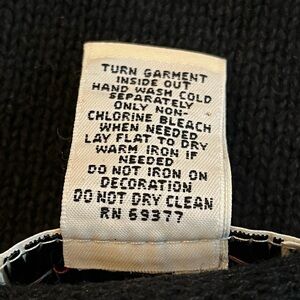 TURN GARMENT
INSIDE OUT
HAND WASH COLD
SEPARATELY
ONLY NON-
CHLORINE BLEACH
WHEN NEEDED
LAY FLAT TO DRY
WARM IRON IF
NEEDED
DO NOT IRON ON
DECORATION
DO NOT DRY CLEAN
RN 69377